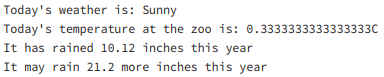 Today's weather is: Sunny
Today's temperature at the zoo is: 0.3333333333333333C
It has rained 10.12 inches this year
It may rain 21.2 more inches this year